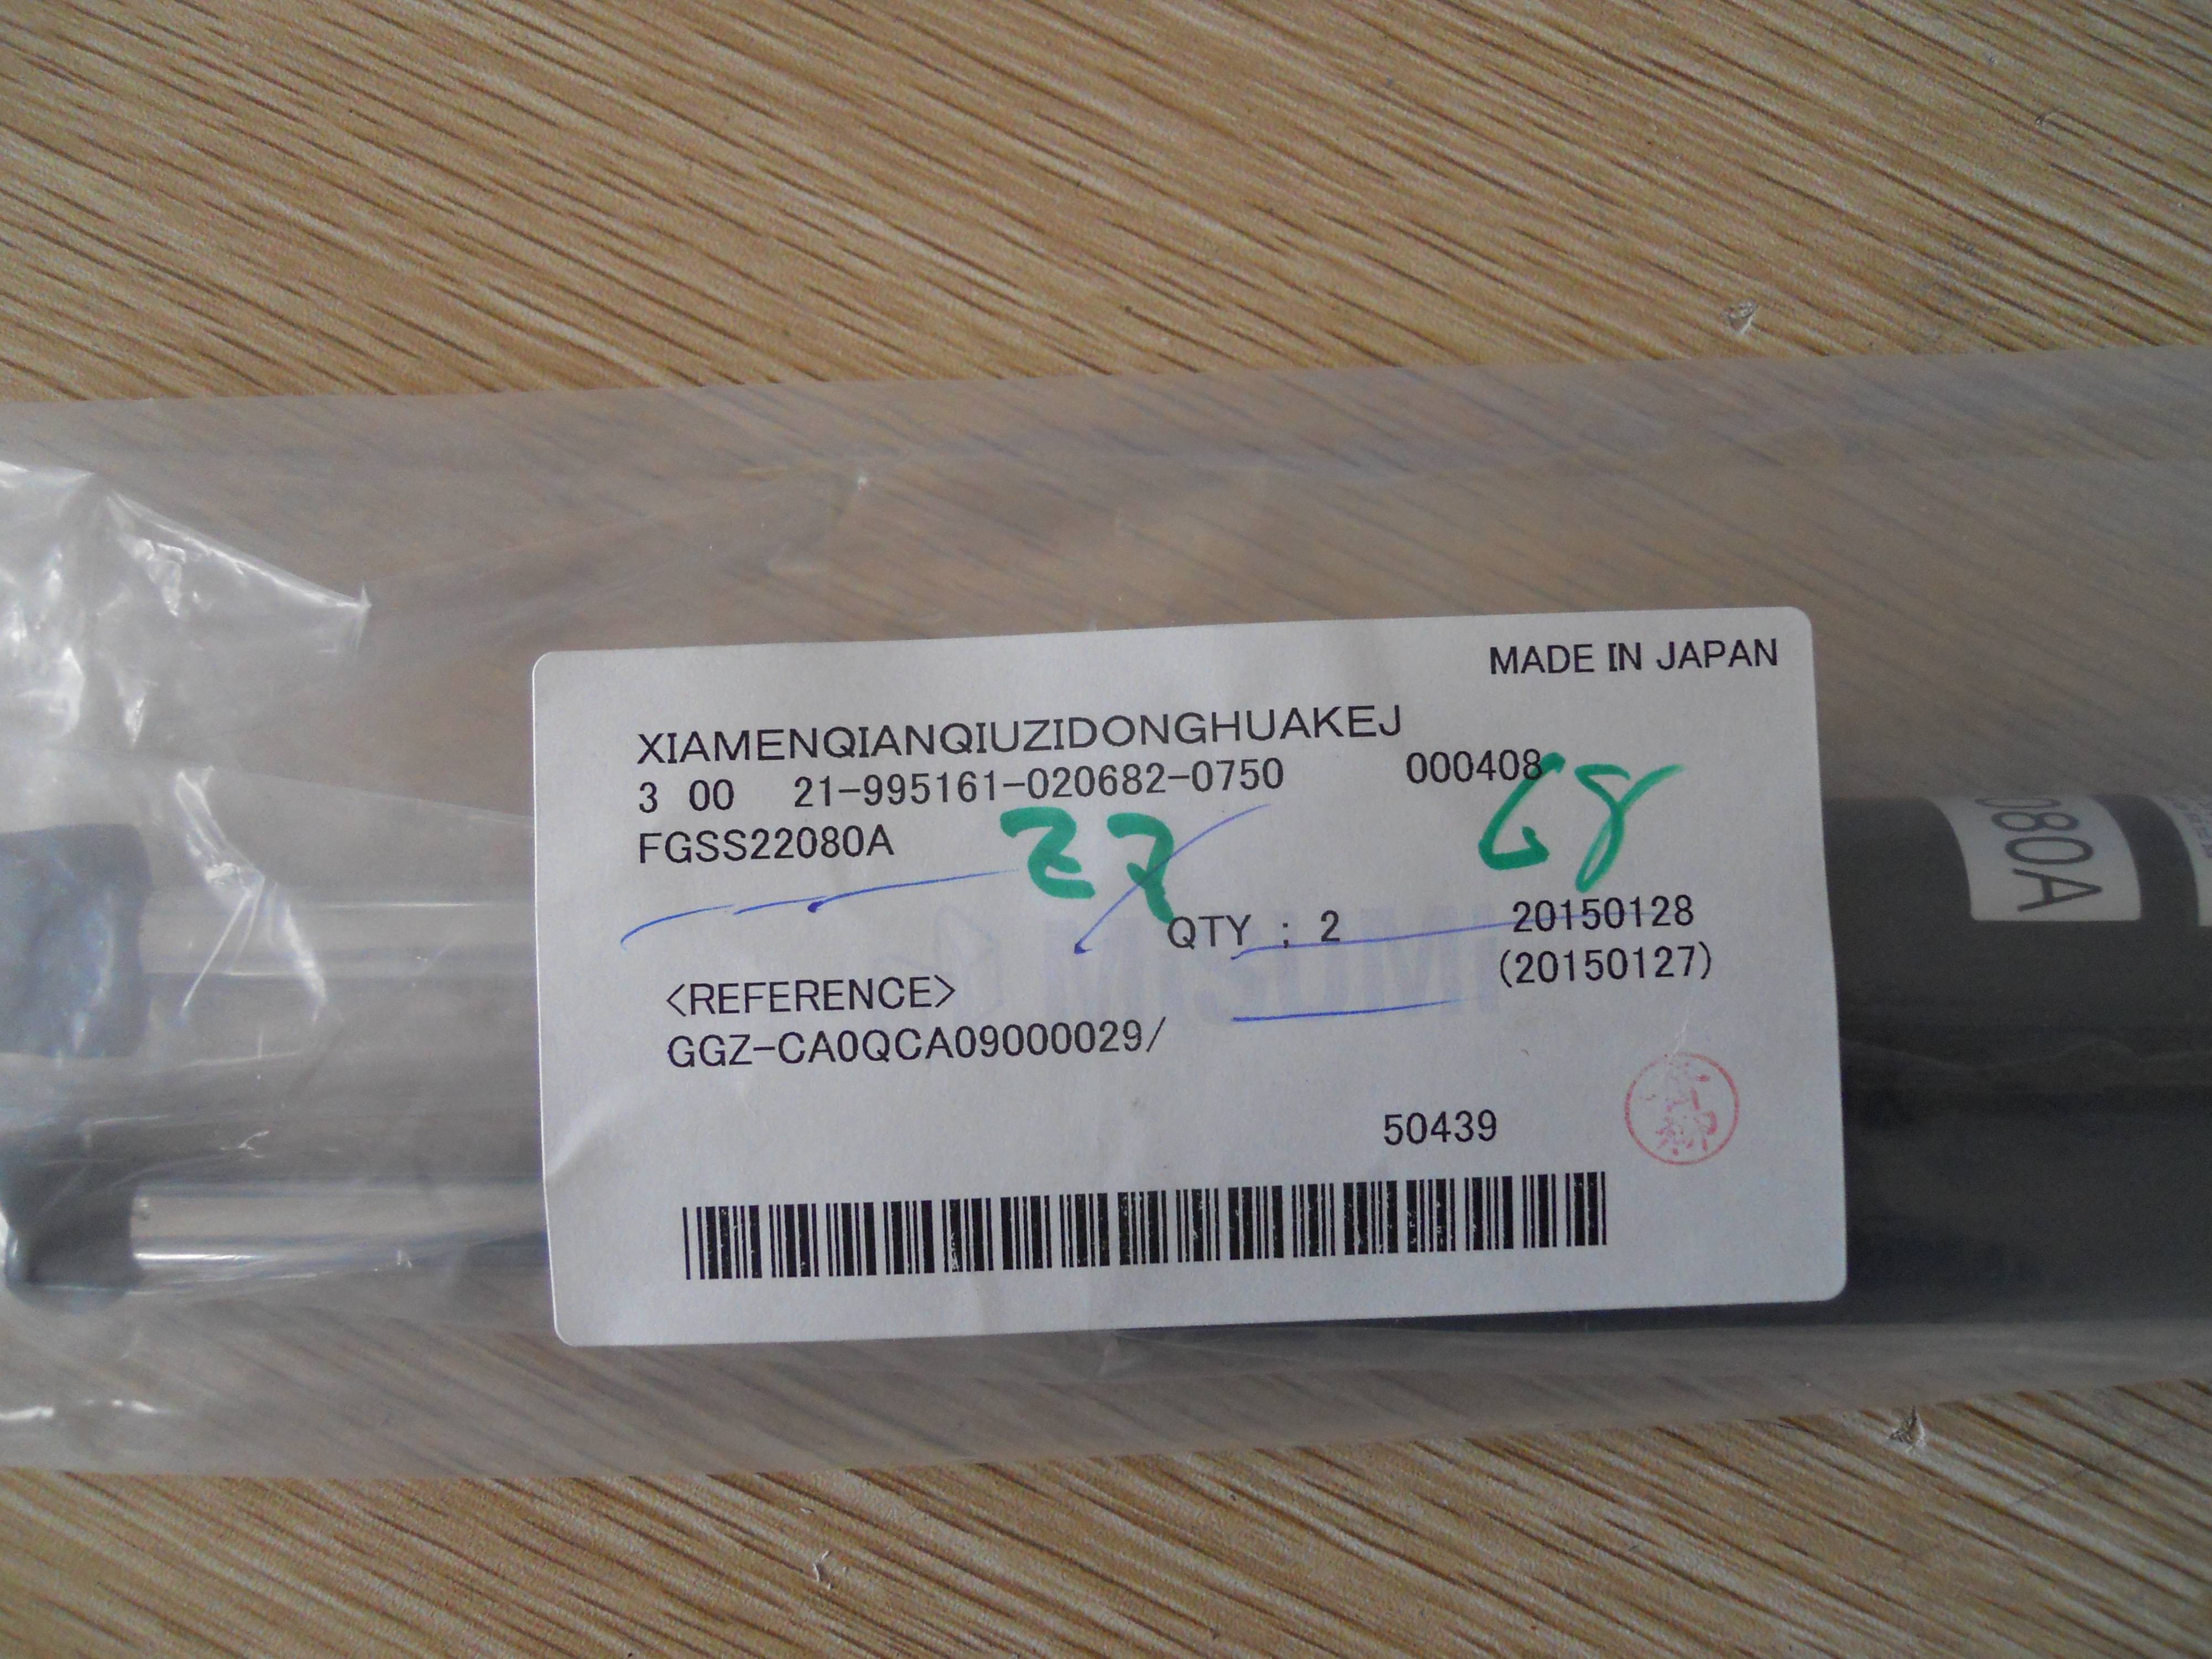 MADE IN JAPAN
XIAMENQIANQIUZIDONGHUAKEJ
3 00 21-995161-020682-0750 000408
FGSS22080A
QTY : 2 20150128
(20150127)
<REFERENCE>
GGZ-CA0QCA09000029/
50439
080A